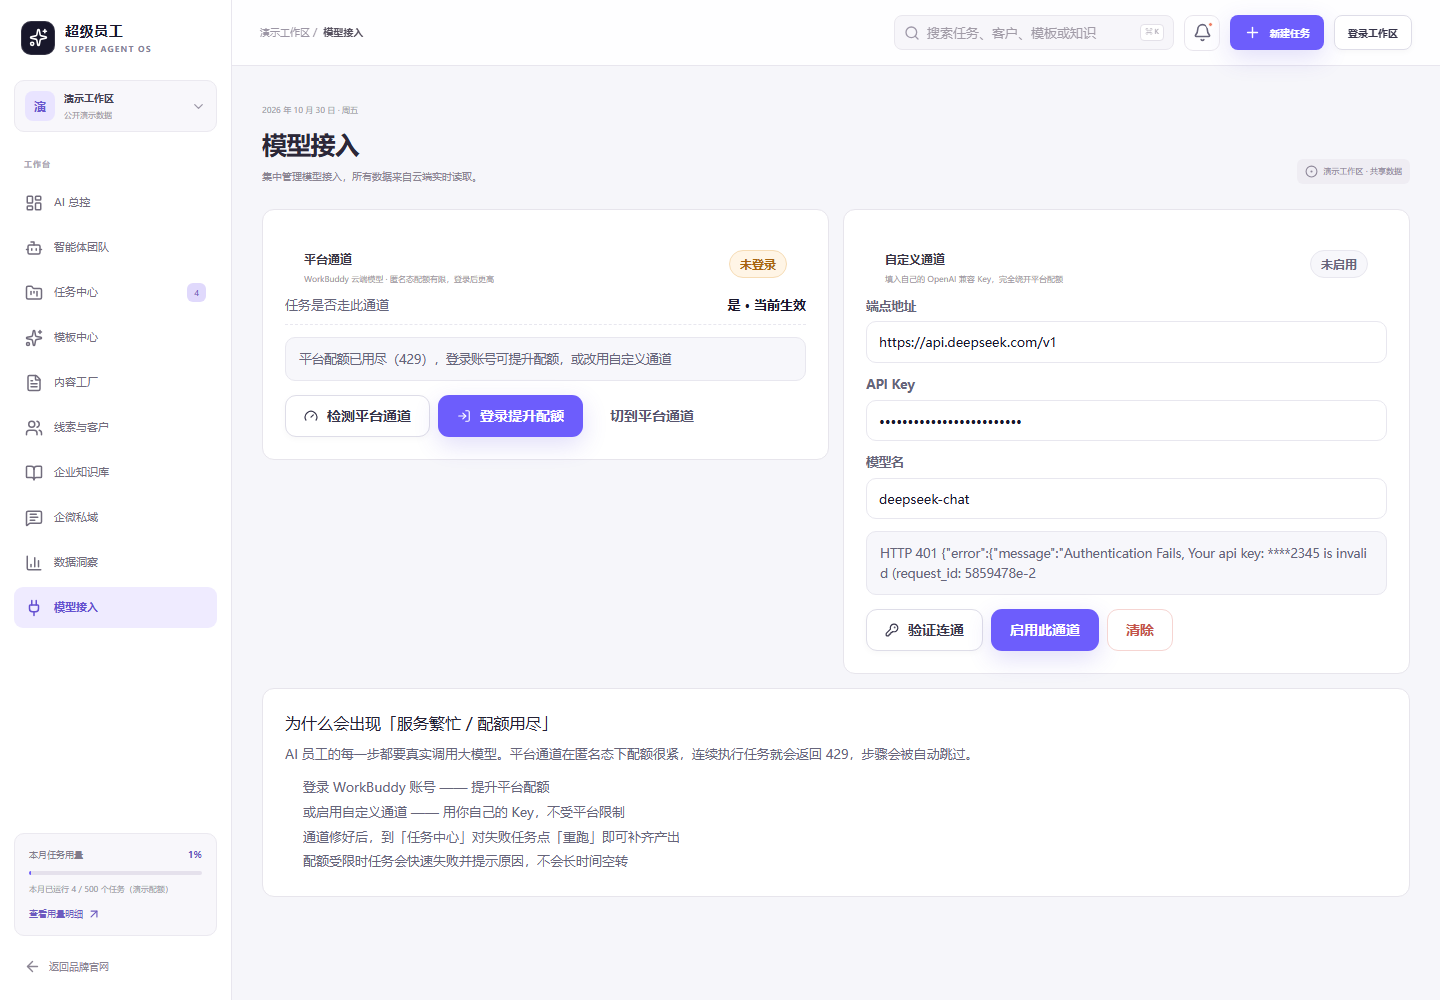 超级员工
SUPER AGENT OS
演
演示工作区
公开演示数据
工作台
AI 总控
智能体团队
任务中心
4
模板中心
内容工厂
线索与客户
企业知识库
企微私域
数据洞察
模型接入
本月任务用量
1%
本月已运行 4 / 500 个任务（演示配额）
查看用量明细
返回品牌官网
演示工作区 / 模型接入
搜索任务、客户、模板或知识
⌘ K
新建任务
登录工作区
2026 年 10 月 30 日 · 周五
模型接入
集中管理模型接入，所有数据来自云端实时读取。
演示工作区 · 共享数据
平台通道
WorkBuddy 云端模型 · 匿名态配额有限，登录后更高
未登录
任务是否走此通道
是 • 当前生效
平台配额已用尽（429），登录账号可提升配额，或改用自定义通道
检测平台通道
登录提升配额
切到平台通道
自定义通道
填入自己的 OpenAI 兼容 Key，完全绕开平台配额
未启用
端点地址
https://api.deepseek.com/v1
API Key
•••••••••••••••••••••••••
模型名
deepseek-chat
HTTP 401 {"error":{"message":"Authentication Fails, Your api key: ****2345 is invali
d (request_id: 5859478e-2
验证连通
启用此通道
清除
为什么会出现「服务繁忙 / 配额用尽」
AI 员工的每一步都要真实调用大模型。平台通道在匿名态下配额很紧，连续执行任务就会返回 429，步骤会被自动跳过。
登录 WorkBuddy 账号 —— 提升平台配额
或启用自定义通道 —— 用你自己的 Key，不受平台限制
通道修好后，到「任务中心」对失败任务点「重跑」即可补齐产出
配额受限时任务会快速失败并提示原因，不会长时间空转